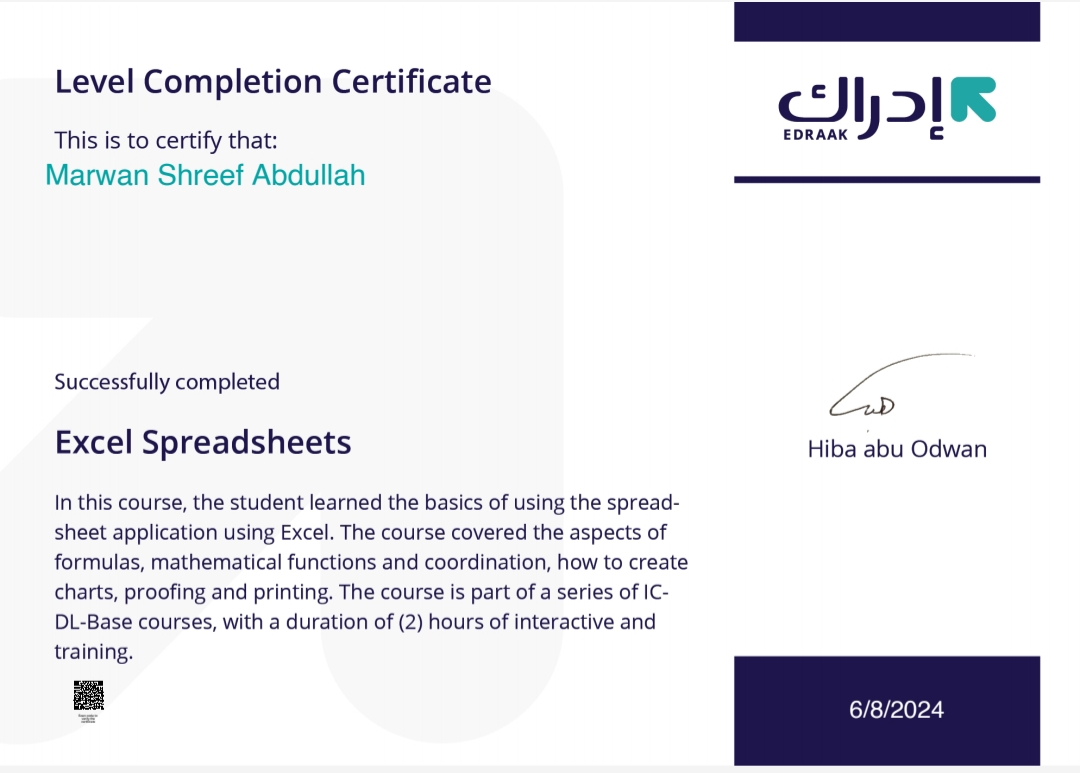 Level Completion Certificate
This is to certify that:
Marwan Shreef Abdullah
Successfully completed
Excel Spreadsheets
In this course, the student learned the basics of using the spread-
sheet application using Excel. The course covered the aspects of
formulas, mathematical functions and coordination, how to create
charts, proofing and printing. The course is part of a series of IC-
DL-Base courses, with a duration of (2) hours of interactive and
training.
إدراك
EDRAAK
Hiba abu Odwan
6/8/2024